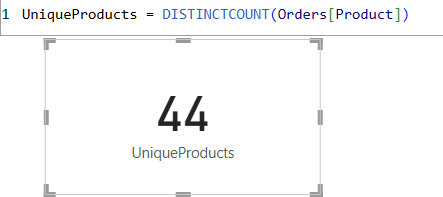 1 UniqueProducts = DISTINCTCOUNT(Orders[Product])
44
UniqueProducts